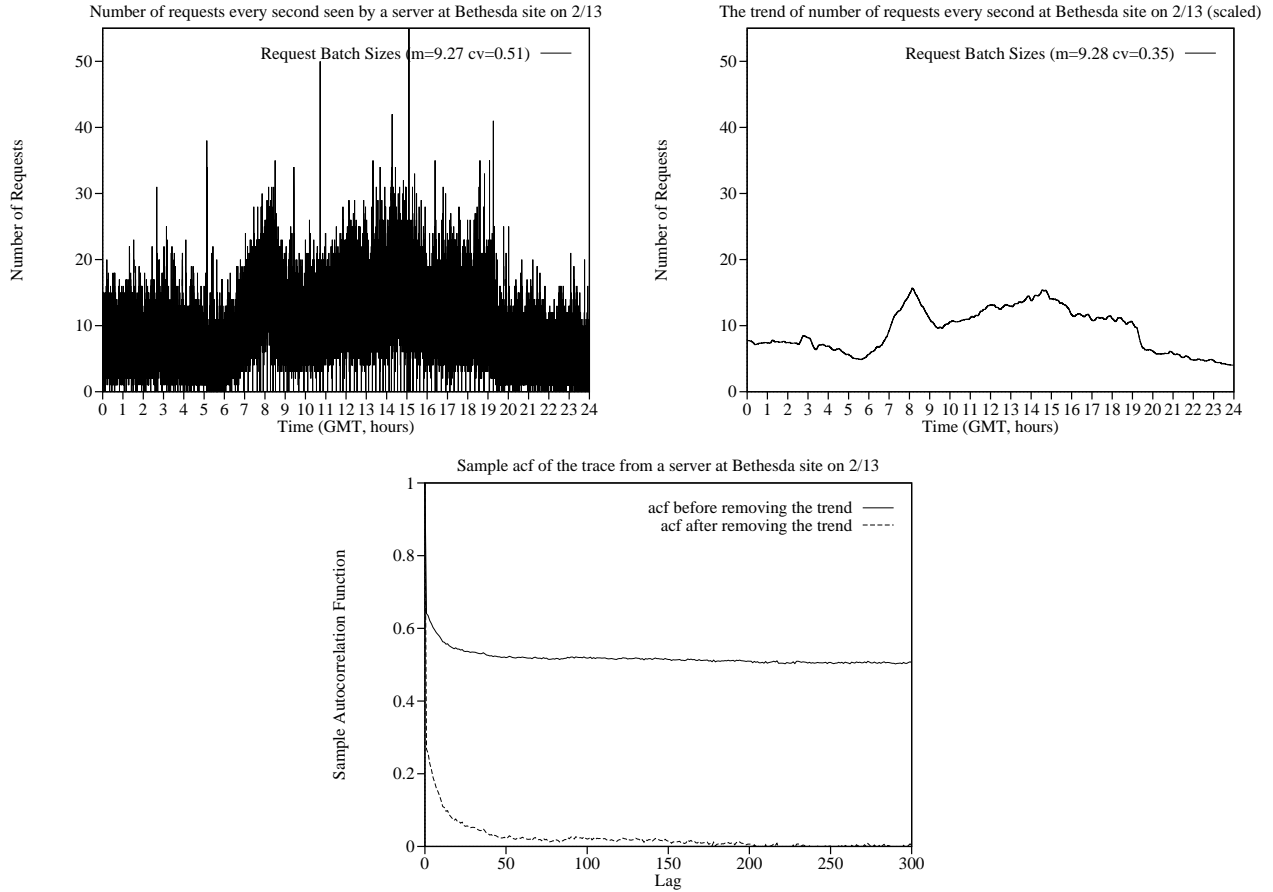 Number of requests every second seen by a server at Bethesda site on 2/13
Number of Requests
50
40
30
20
10
0
Request Batch Sizes (m=9.27 cv=0.51)
0 1 2 3 4 5 6 7 8 9 10 11 12 13 14 15 16 17 18 19 20 21 22 23 24
Time (GMT, hours)
The trend of number of requests every second at Bethesda site on 2/13 (scaled)
Number of Requests
50
40
30
20
10
0
Request Batch Sizes (m=9.28 cv=0.35)
0 1 2 3 4 5 6 7 8 9 10 11 12 13 14 15 16 17 18 19 20 21 22 23 24
Time (GMT, hours)
Sample acf of the trace from a server at Bethesda site on 2/13
Sample Autocorrelation Function
1
0.8
0.6
0.4
0.2
0
acf before removing the trend
acf after removing the trend
0 50 100 150 200 250 300
Lag